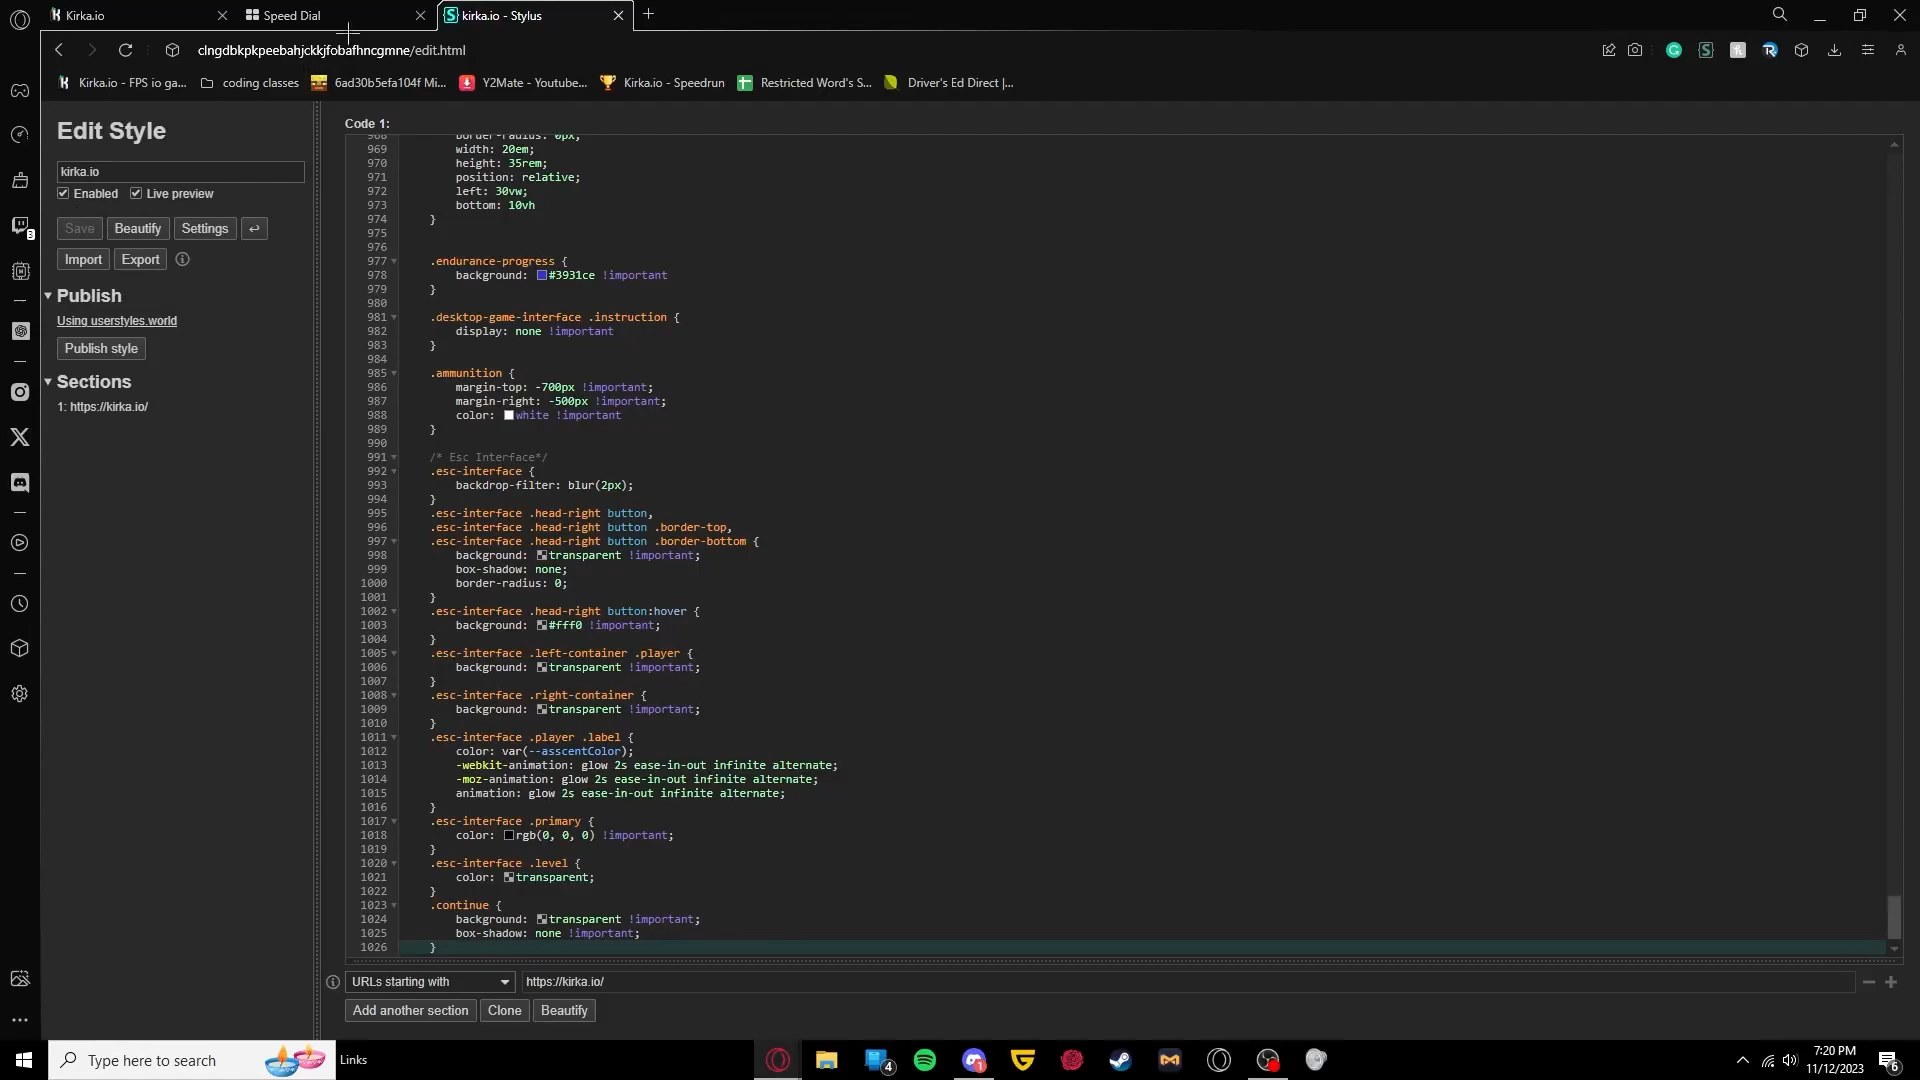 Kirka.io
Speed Dial
kirka.io - Stylus
clngdbkpkpeebahjckkjfobafhncgmne/edit.html
Kirka.io - FPS io ga...
coding classes
6ad30b5efa104f Mi...
Y2Mate - Youtube...
Kirka.io - Speedrun
Restricted Word's S...
Driver's Ed Direct |...
Edit Style
kirka.io
Enabled
Live preview
Save
Beautify
Settings
Import
Export
Publish
Using userstyles.world
Publish style
Sections
1: https://kirka.io/
3
Code 1:
968 border-radius: 0px;
969 width: 20em;
970 height: 35rem;
971 position: relative;
972 left: 30vw;
973 bottom: 10vh
974 }
975
976
977 .endurance-progress {
978 background: #3931ce !important
979 }
980
981 .desktop-game-interface .instruction {
982 display: none !important
983 }
984
985 .ammunition {
986 margin-top: -700px !important;
987 margin-right: -500px !important;
988 color: white !important
989 }
990
991 /* Esc Interface*/
992 .esc-interface {
993 backdrop-filter: blur(2px);
994 }
995 .esc-interface .head-right button,
996 .esc-interface .head-right button .border-top,
997 .esc-interface .head-right button .border-bottom {
998 background: transparent !important;
999 box-shadow: none;
1000 border-radius: 0;
1001 }
1002 .esc-interface .head-right button:hover {
1003 background: #fff0 !important;
1004 }
1005 .esc-interface .left-container .player {
1006 background: transparent !important;
1007 }
1008 .esc-interface .right-container {
1009 background: transparent !important;
1010 }
1011 .esc-interface .player .label {
1012 color: var(--asscentColor);
1013 -webkit-animation: glow 2s ease-in-out infinite alternate;
1014 -moz-animation: glow 2s ease-in-out infinite alternate;
1015 animation: glow 2s ease-in-out infinite alternate;
1016 }
1017 .esc-interface .primary {
1018 color: rgb(0, 0, 0) !important;
1019 }
1020 .esc-interface .level {
1021 color: transparent;
1022 }
1023 .continue {
1024 background: transparent !important;
1025 box-shadow: none !important;
1026 }
URLs starting with
https://kirka.io/
Add another section
Clone
Beautify
Type here to search
Links
4
1
7:20 PM
11/12/2023
6